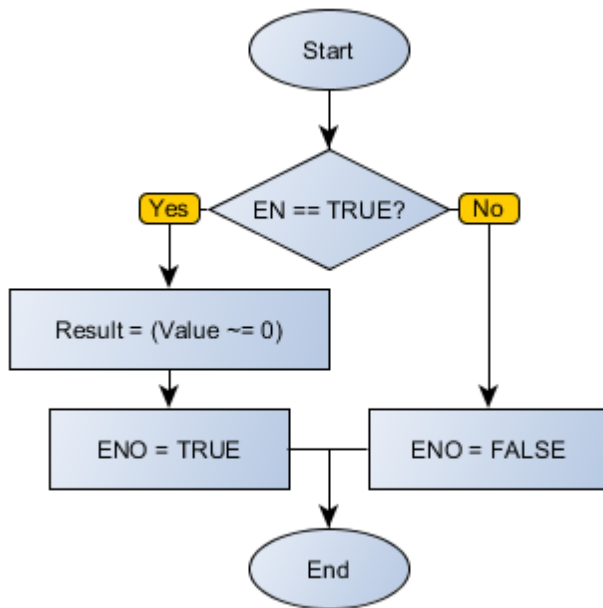 Start
EN == TRUE?
Yes
No
Result = (Value ~= 0)
ENO = TRUE
ENO = FALSE
End